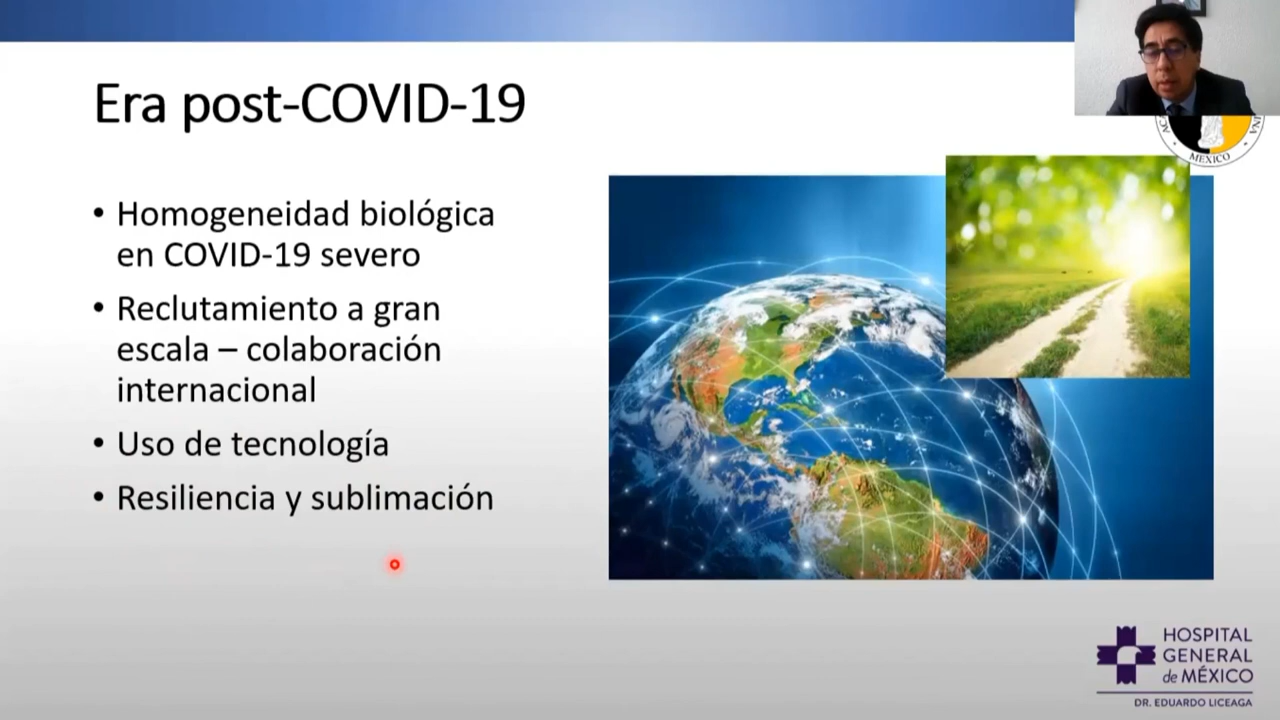 Era post-COVID-19
• Homogeneidad biológica
en COVID-19 severo
• Reclutamiento a gran
escala – colaboración
internacional
• Uso de tecnología
• Resiliencia y sublimación
MEXICO
HOSPITAL
GENERAL
de MÉXICO
DR. EDUARDO LICEAGA